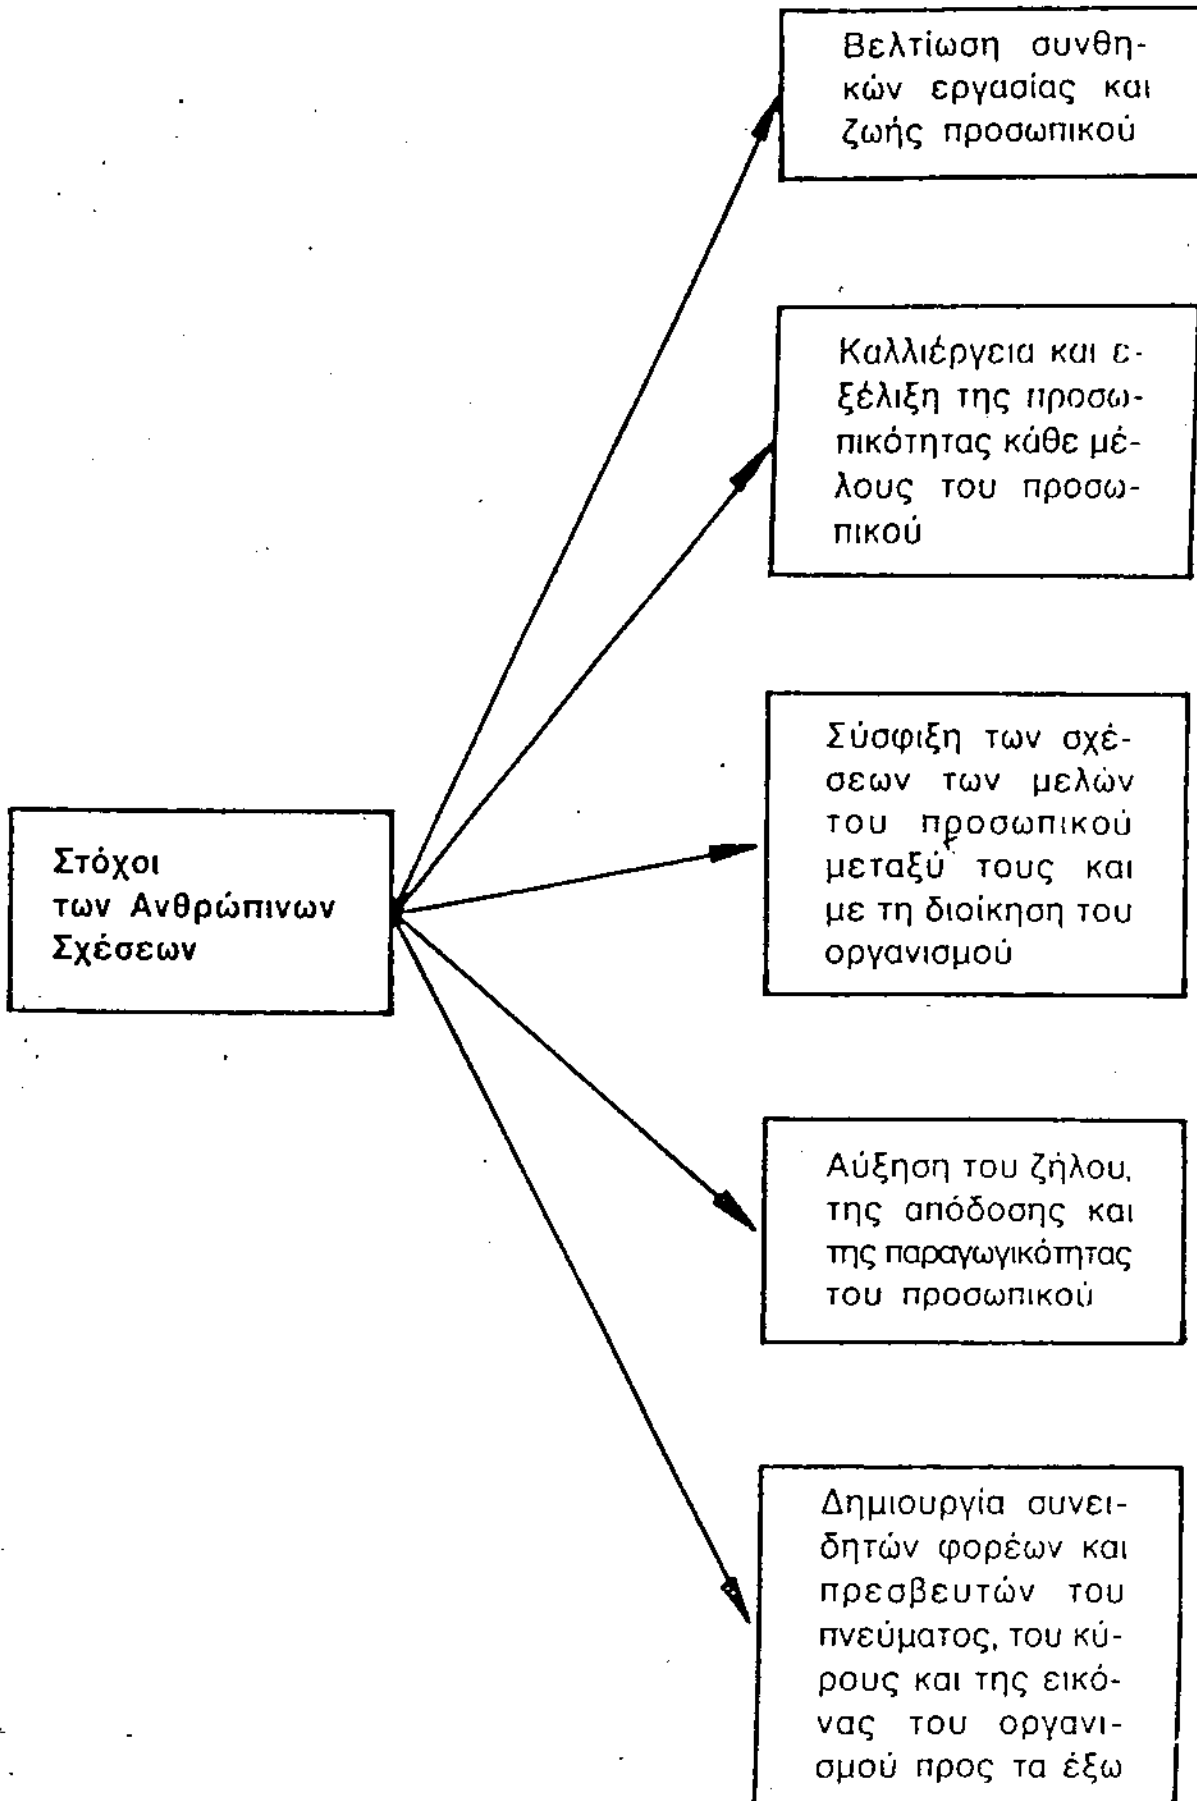 Βελτίωση συνθη-
κών εργασίας και
ζωής προσωπικού
Καλλιέργεια και ε-
ξέλιξη της προσω-
πικότητας κάθε μέ-
λους του προσω-
πικού
Σύσφιξη των σχέ-
σεων των μελών
του προσωπικού
μεταξύ τους και
με τη διοίκηση του
οργανισμού
Στόχοι
των Ανθρώπινων
Σχέσεων
Αύξηση του ζήλου,
της απόδοσης και
της παραγωγικότητας
του προσωπικού
Δημιουργία συνει-
δητών φορέων και
πρεσβευτών του
πνεύματος, του κύ-
ρους και της εικό-
νας του οργανι-
σμού προς τα έξω